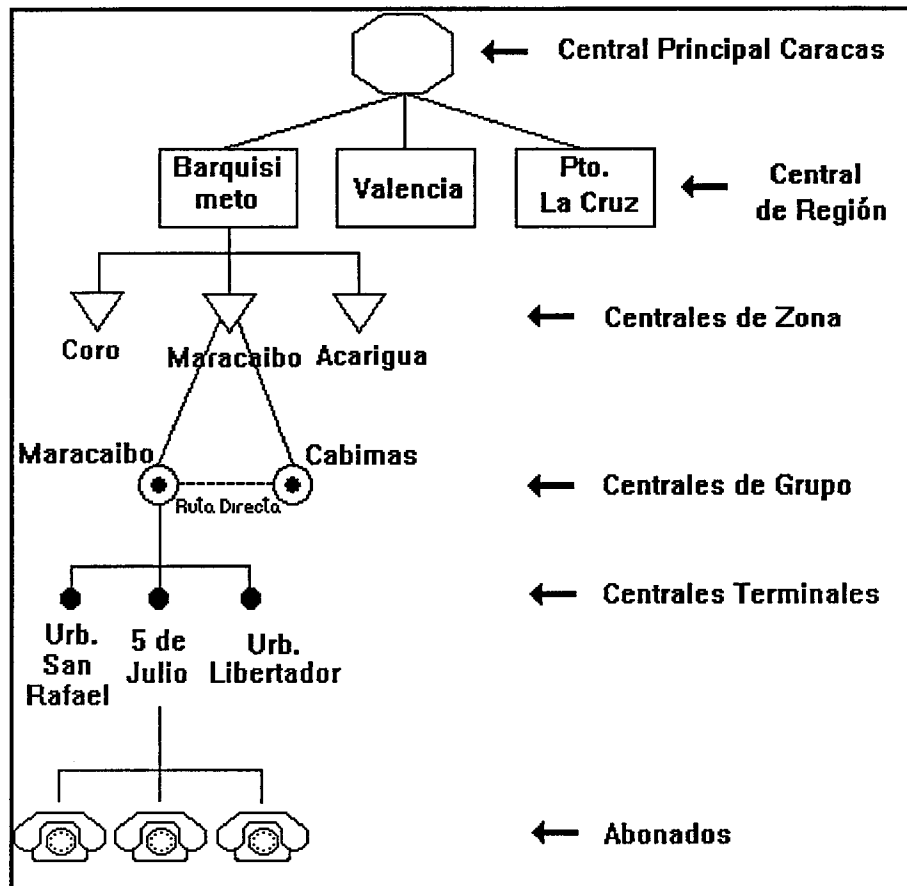 Central Principal Caracas
Barquisi
meto
Valencia
Pto.
La Cruz
Central
de Región
Coro
Maracaibo
Acarigua
Centrales de Zona
Maracaibo
Cabimas
Ruta Directa
Centrales de Grupo
Centrales Terminales
Urb.
San
Rafael
5 de
Julio
Urb.
Libertador
Abonados